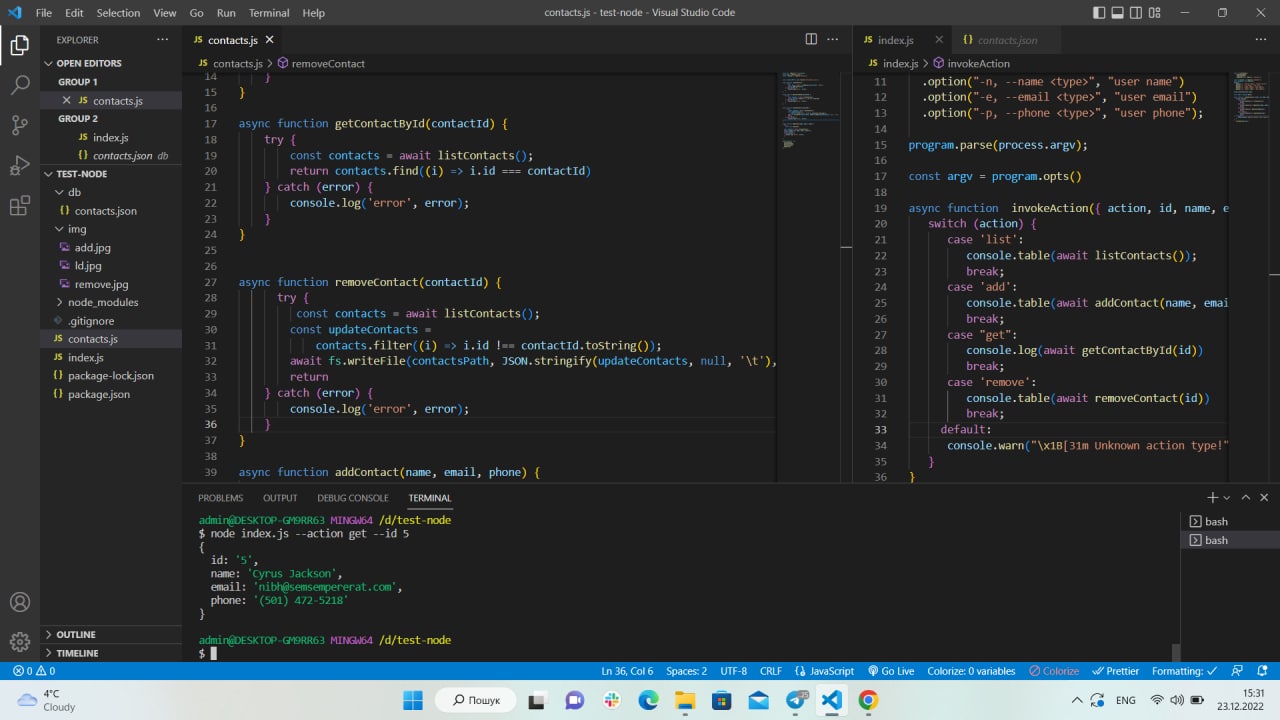 File Edit Selection View Go Run Terminal Help
contacts.js - test-node - Visual Studio Code
EXPLORER
OPEN EDITORS
GROUP 1
JS contacts.js
GROUP 2
JS index.js
{} contacts.json db
TEST-NODE
db
{} contacts.json
img
add.jpg
ld.jpg
remove.jpg
node_modules
.gitignore
JS contacts.js
JS index.js
{} package-lock.json
{} package.json
OUTLINE
TIMELINE
JS contacts.js
JS contacts.js > removeContact
14 }
15 }
16
17 async function getContactById(contactId) {
18 try {
19 const contacts = await listContacts();
20 return contacts.find((i) => i.id === contactId)
21 } catch (error) {
22 console.log('error', error);
23 }
24 }
25
26
27 async function removeContact(contactId) {
28 try {
29 const contacts = await listContacts();
30 const updateContacts =
31 contacts.filter((i) => i.id !== contactId.toString());
32 await fs.writeFile(contactsPath, JSON.stringify(updateContacts, null, '\t'),
33 return
34 } catch (error) {
35 console.log('error', error);
36 }
37 }
38
39 async function addContact(name, email, phone) {
JS index.js
{} contacts.json
JS index.js > invokeAction
11 .option("-n, --name <type>", "user name")
12 .option("-e, --email <type>", "user email")
13 .option("-p, --phone <type>", "user phone");
14
15 program.parse(process.argv);
16
17 const argv = program.opts()
18
19 async function invokeAction({ action, id, name, e
20 switch (action) {
21 case 'list':
22 console.table(await listContacts());
23 break;
24 case 'add':
25 console.table(await addContact(name, emai
26 break;
27 case "get":
28 console.log(await getContactById(id))
29 break;
30 case 'remove':
31 console.table(await removeContact(id))
32 break;
33 default:
34 console.warn("\x1B[31m Unknown action type!"
35 }
36 }
PROBLEMS OUTPUT DEBUG CONSOLE TERMINAL
admin@DESKTOP-GM9RR63 MINGW64 /d/test-node
$ node index.js --action get --id 5
{
id: '5',
name: 'Cyrus Jackson',
email: 'nibh@semsempererat.com',
phone: '(501) 472-5218'
}
admin@DESKTOP-GM9RR63 MINGW64 /d/test-node
$
bash
bash
0 0
Ln 36, Col 6 Spaces: 2 UTF-8 CRLF {} JavaScript Go Live Colorize: 0 variables Colorize Prettier Formatting:
4°C
Cloudy
Пошук
JS
ENG
15:31
23.12.2022